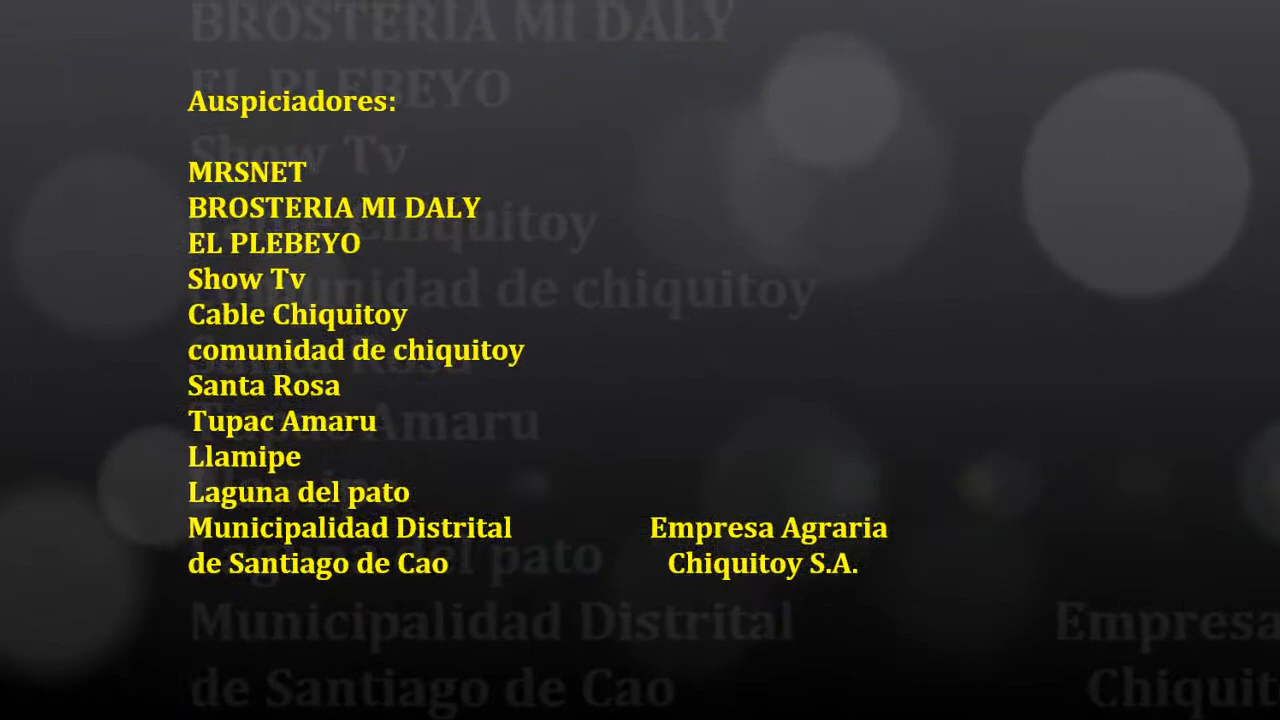 Auspiciadores:
MRSNET
BROSTERIA MI DALY
EL PLEBEYO
Show Tv
Cable Chiquitoy
comunidad de chiquitoy
Santa Rosa
Tupac Amaru
Llamipe
Laguna del pato
Municipalidad Distrital
de Santiago de Cao
Empresa Agraria
Chiquitoy S.A.